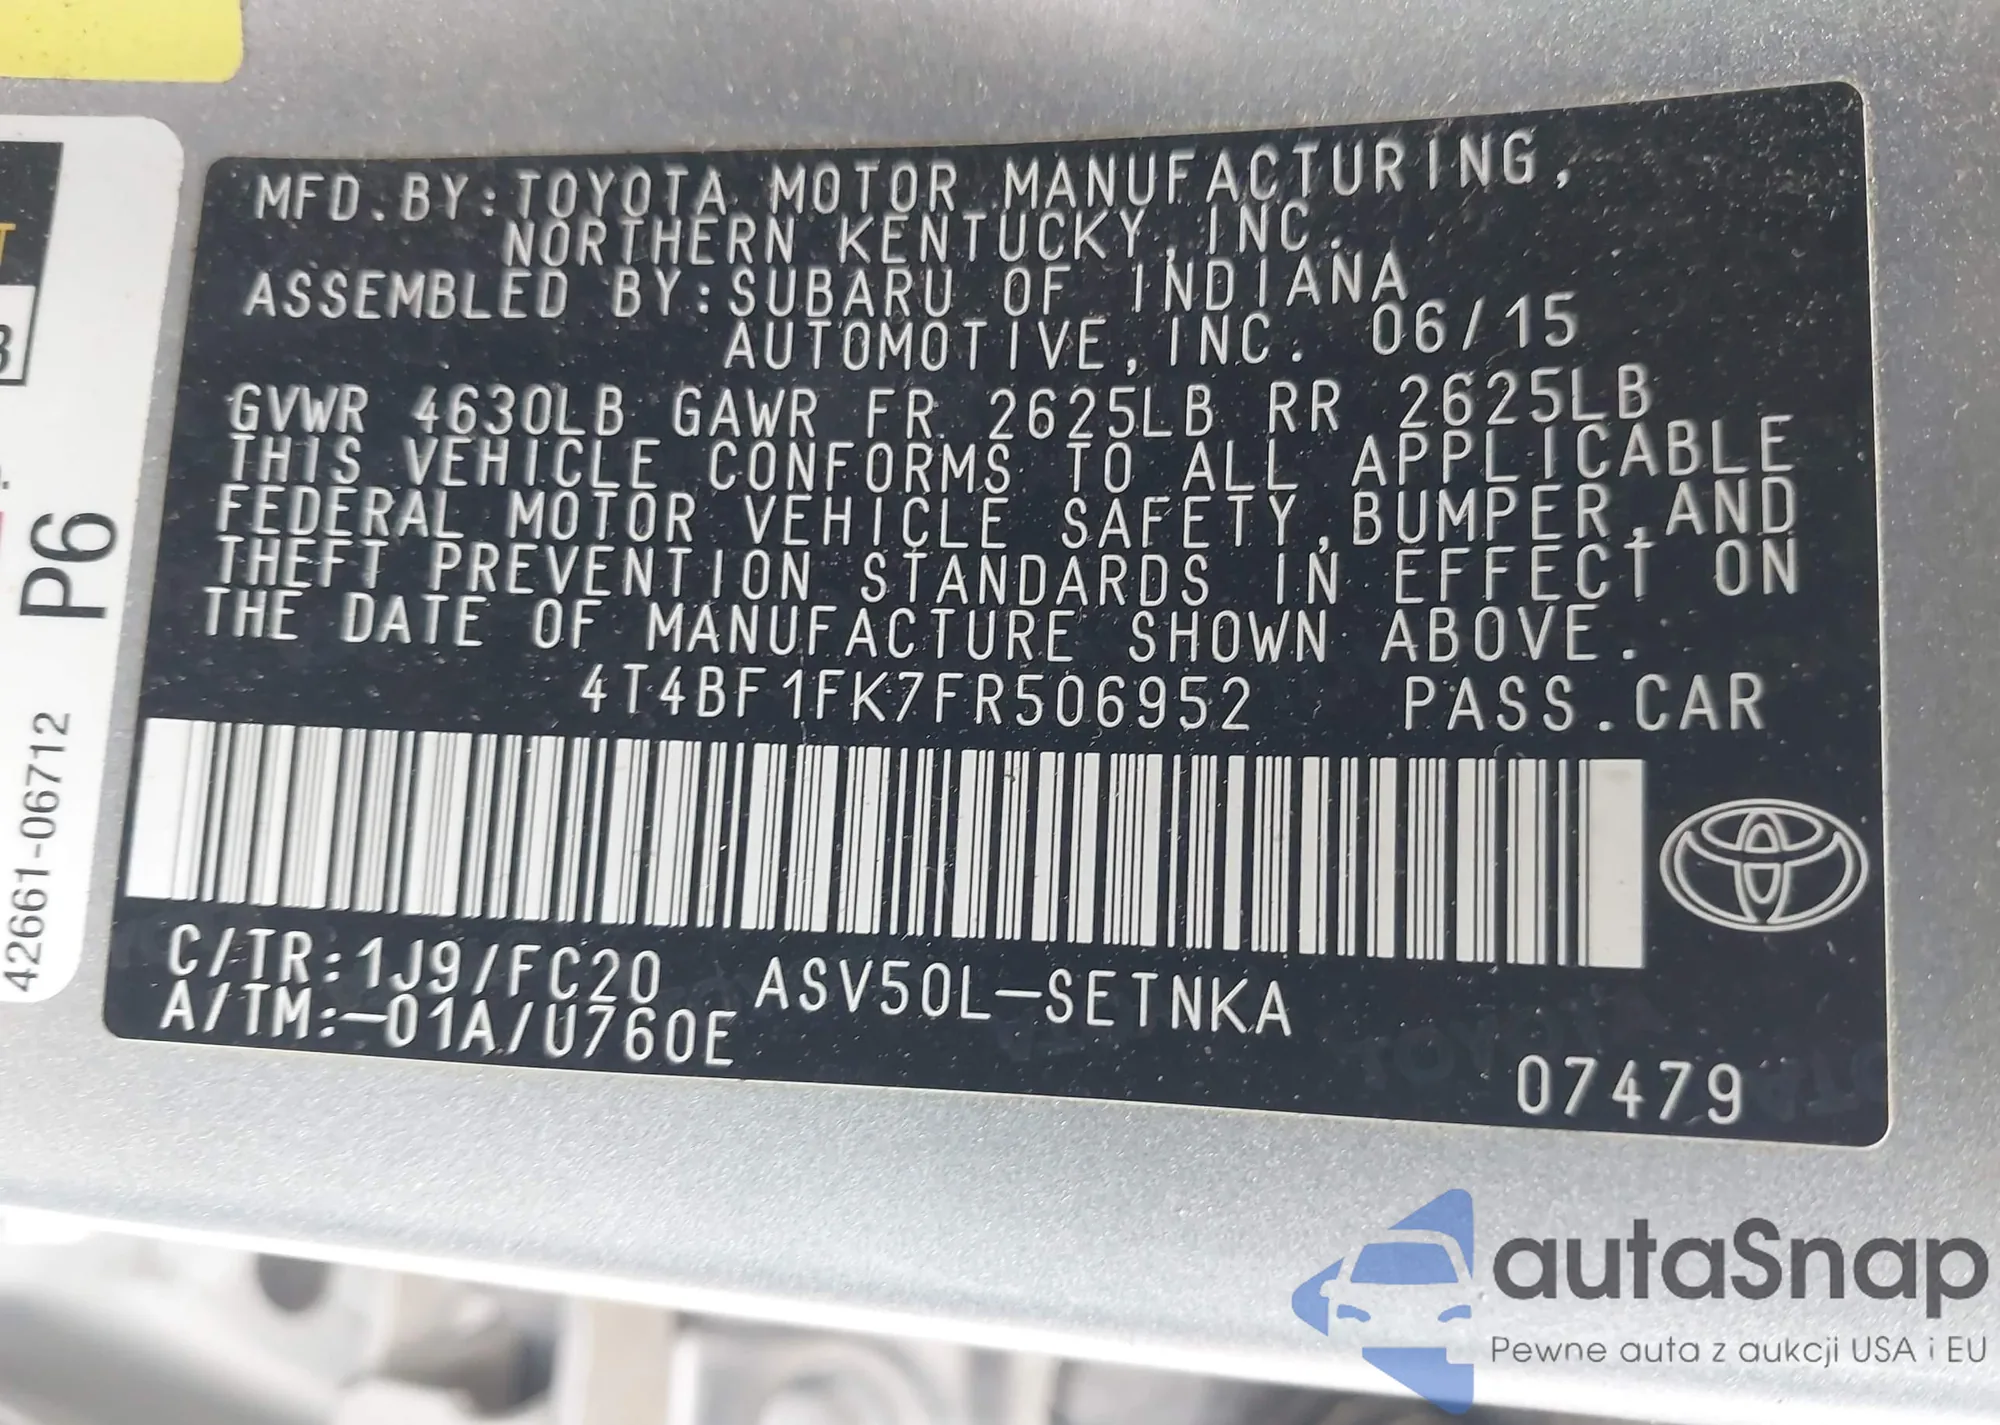 MFD.BY:TOYOTA MOTOR MANUFACTURING,
NORTHERN KENTUCKY,INC.
ASSEMBLED BY:SUBARU OF INDIANA
AUTOMOTIVE,INC. 06/15
GVWR 4630LB GAWR FR 2625LB RR 2625LB
THIS VEHICLE CONFORMS TO ALL APPLICABLE
FEDERAL MOTOR VEHICLE SAFETY,BUMPER,AND
THEFT PREVENTION STANDARDS IN EFFECT ON
THE DATE OF MANUFACTURE SHOWN ABOVE.
4T4BF1FK7FR506952 PASS.CAR
C/TR:1J9/FC20 ASV50L-SETNKA
A/TM:-01A/U760E
07479
P6
42661-06712
autaSnap
Pewne auta z aukcji USA i EU